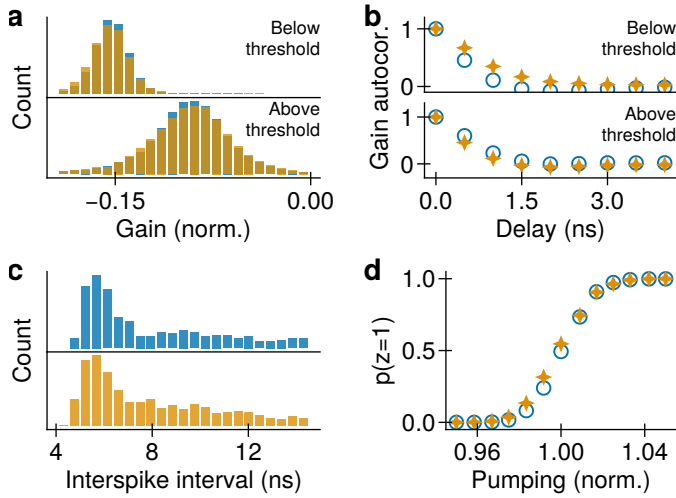 a
Below
threshold
Above
threshold
Count
−0.15
0.00
Gain (norm.)
b
1
0
Below
threshold
1
0
Above
threshold
Gain autocor.
0.0
1.5
3.0
Delay (ns)
c
Count
4
8
12
Interspike interval (ns)
d
1.0
0.5
0.0
p(z=1)
0.96
1.00
1.04
Pumping (norm.)